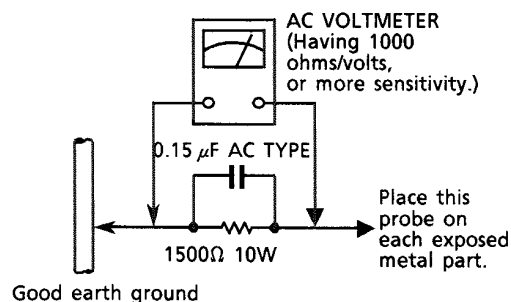 AC VOLTMETER
(Having 1000
ohms/volts,
or more sensitivity.)
0.15 μF AC TYPE
1500Ω 10W
Place this
probe on
each exposed
metal part.
Good earth ground